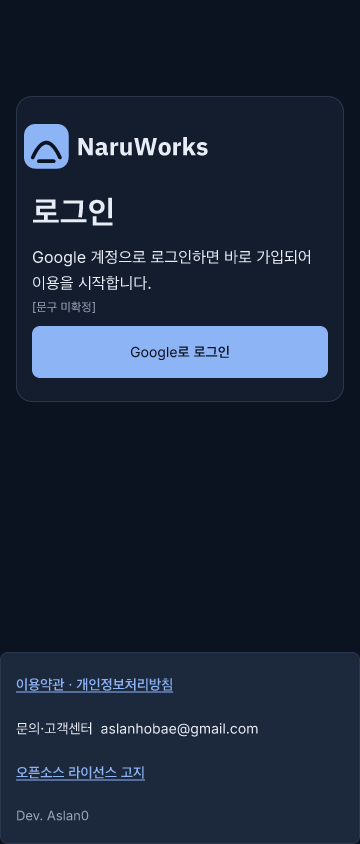 NaruWorks
로그인
Google 계정으로 로그인하면 바로 가입되어
이용을 시작합니다.
[문구 미확정]
Google로 로그인
이용약관 · 개인정보처리방침
문의·고객센터 aslanhobae@gmail.com
오픈소스 라이선스 고지
Dev. Aslan0